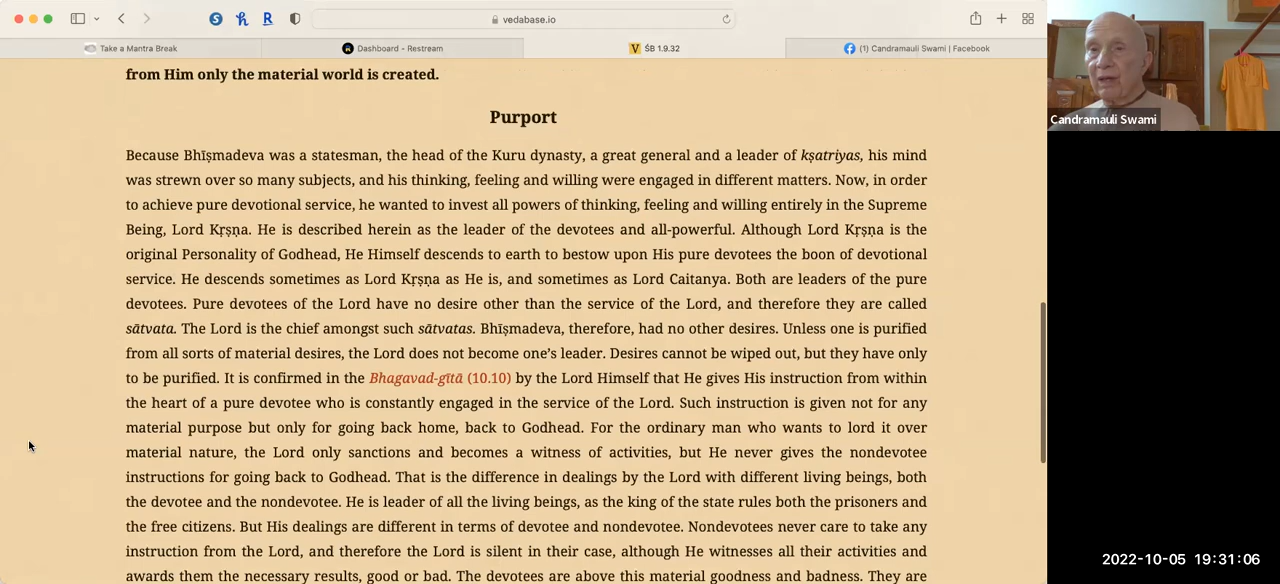 vedabase.io
Take a Mantra Break
Dashboard - Restream
ŚB 1.9.32
(1) Candramauli Swami | Facebook
from Him only the material world is created.
Purport
Because Bhīṣmadeva was a statesman, the head of the Kuru dynasty, a great general and a leader of kṣatriyas, his mind
was strewn over so many subjects, and his thinking, feeling and willing were engaged in different matters. Now, in order
to achieve pure devotional service, he wanted to invest all powers of thinking, feeling and willing entirely in the Supreme
Being, Lord Kṛṣṇa. He is described herein as the leader of the devotees and all-powerful. Although Lord Kṛṣṇa is the
original Personality of Godhead, He Himself descends to earth to bestow upon His pure devotees the boon of devotional
service. He descends sometimes as Lord Kṛṣṇa as He is, and sometimes as Lord Caitanya. Both are leaders of the pure
devotees. Pure devotees of the Lord have no desire other than the service of the Lord, and therefore they are called
sātvata. The Lord is the chief amongst such sātvatas. Bhīṣmadeva, therefore, had no other desires. Unless one is purified
from all sorts of material desires, the Lord does not become one’s leader. Desires cannot be wiped out, but they have only
to be purified. It is confirmed in the Bhagavad-gītā (10.10) by the Lord Himself that He gives His instruction from within
the heart of a pure devotee who is constantly engaged in the service of the Lord. Such instruction is given not for any
material purpose but only for going back home, back to Godhead. For the ordinary man who wants to lord it over
material nature, the Lord only sanctions and becomes a witness of activities, but He never gives the nondevotee
instructions for going back to Godhead. That is the difference in dealings by the Lord with different living beings, both
the devotee and the nondevotee. He is leader of all the living beings, as the king of the state rules both the prisoners and
the free citizens. But His dealings are different in terms of devotee and nondevotee. Nondevotees never care to take any
instruction from the Lord, and therefore the Lord is silent in their case, although He witnesses all their activities and
awards them the necessary results, good or bad. The devotees are above this material goodness and badness. They are
Candramauli Swami
2022-10-05 19:31:06